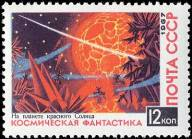 ПОЧТА СССР
1967
На планете красного Солнца
КОСМИЧЕСКАЯ ФАНТАСТИКА
12 КОП